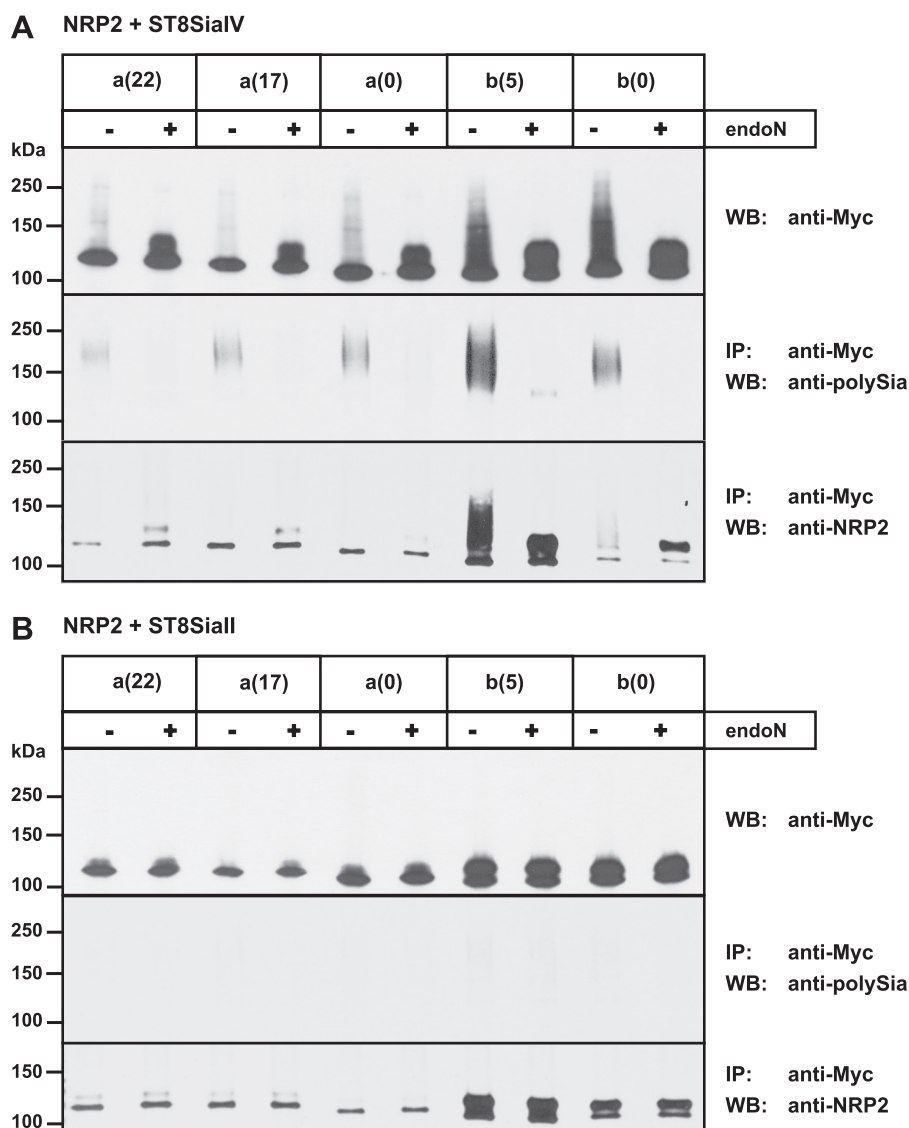 A NRP2 + ST8SiaIV
a(22) a(17) a(0) b(5) b(0)
- + - + - + - + - + endoN
kDa
250
150
100
WB: anti-Myc
250
150
100
IP: anti-Myc
WB: anti-polySia
250
150
100
IP: anti-Myc
WB: anti-NRP2
B NRP2 + ST8SiaII
a(22) a(17) a(0) b(5) b(0)
- + - + - + - + - + endoN
kDa
250
150
100
WB: anti-Myc
250
150
100
IP: anti-Myc
WB: anti-polySia
150
100
IP: anti-Myc
WB: anti-NRP2